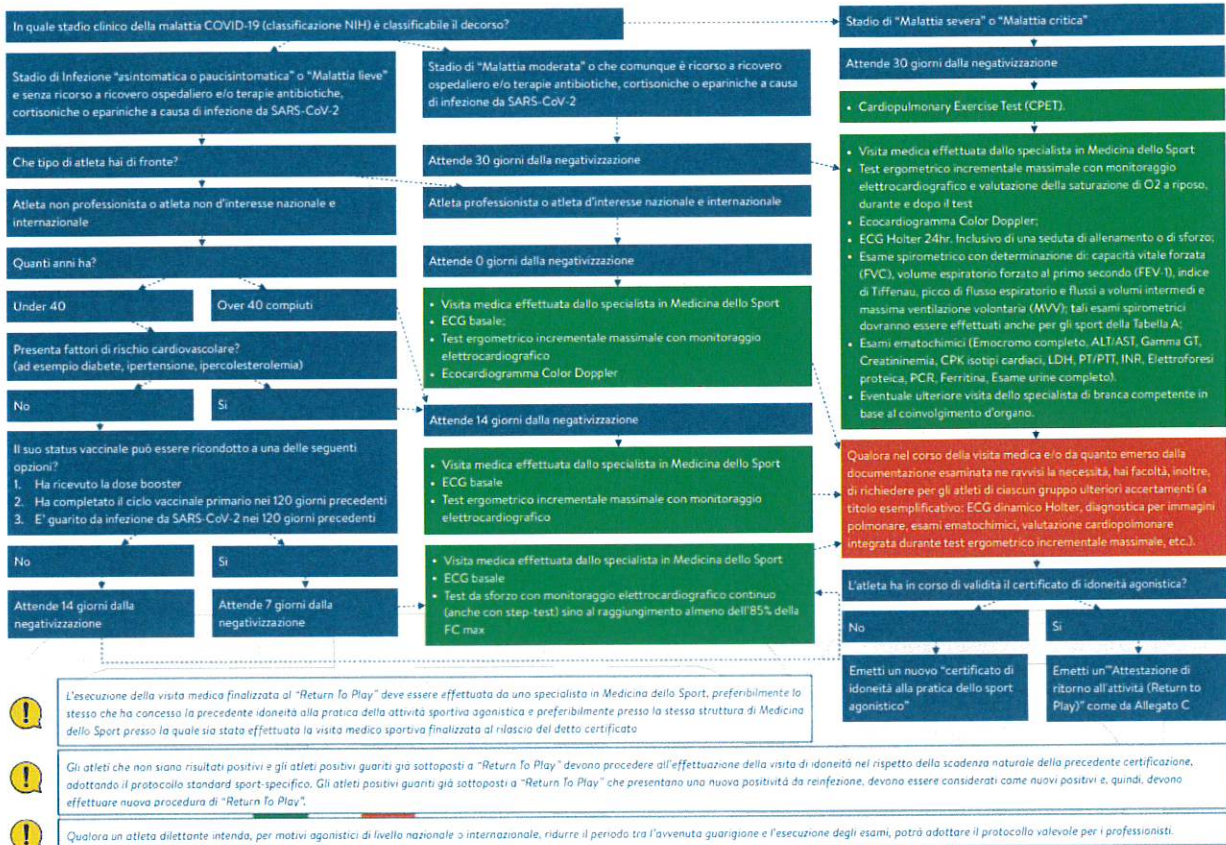 In quale stadio clinico della malattia COVID-19 (classificazione NIH) è classificabile il decorso?
Stadio di Infezione "asintomatica o paucisintomatica" o "Malattia lieve"
e senza ricorso a ricovero ospedaliero e/o terapie antibiotiche,
cortisoniche o epariniche a causa di infezione da SARS-CoV-2
Che tipo di atleta hai di fronte?
Atleta non professionista o atleta non d'interesse nazionale e
internazionale
Quanti anni ha?
Under 40
Over 40 compiuti
Presenta fattori di rischio cardiovascolare?
(ad esempio diabete, ipertensione, ipercolesterolemia)
No
Si
Il suo status vaccinale può essere ricondotto a una delle seguenti
opzioni?
1. Ha ricevuto la dose booster
2. Ha completato il ciclo vaccinale primario nei 120 giorni precedenti
3. E' guarito da infezione da SARS-CoV-2 nei 120 giorni precedenti
No
Si
Attende 14 giorni dalla
negativizzazione
Attende 7 giorni dalla
negativizzazione
Stadio di "Malattia moderata" o che comunque è ricorso a ricovero
ospedaliero e/o terapie antibiotiche, cortisoniche o epariniche a causa
di infezione da SARS-CoV-2
Attende 30 giorni dalla negativizzazione
Atleta professionista o atleta d'interesse nazionale e internazionale
Attende 0 giorni dalla negativizzazione
• Visita medica effettuata dallo specialista in Medicina dello Sport
• ECG basale;
• Test ergometrico incrementale massimale con monitoraggio
elettrocardiografico
• Ecocardiogramma Color Doppler
Attende 14 giorni dalla negativizzazione
• Visita medica effettuata dallo specialista in Medicina dello Sport
• ECG basale
• Test ergometrico incrementale massimale con monitoraggio
elettrocardiografico
• Visita medica effettuata dallo specialista in Medicina dello Sport
• ECG basale
• Test da sforzo con monitoraggio elettrocardiografico continuo
(anche con step-test) sino al raggiungimento almeno dell'85% della
FC max
Stadio di "Malattia severa" o "Malattia critica"
Attende 30 giorni dalla negativizzazione
• Cardiopulmonary Exercise Test (CPET).
• Visita medica effettuata dallo specialista in Medicina dello Sport
• Test ergometrico incrementale massimale con monitoraggio
elettrocardiografico e valutazione della saturazione di O2 a riposo,
durante e dopo il test
• Ecocardiogramma Color Doppler;
• ECG Holter 24hr. Inclusivo di una seduta di allenamento o di sforzo;
• Esame spirometrico con determinazione di: capacità vitale forzata
(FVC), volume espiratorio forzato al primo secondo (FEV-1), indice
di Tiffenau, picco di flusso espiratorio e flussi a volumi intermedi e
massima ventilazione volontaria (MVV); tali esami spirometrici
dovranno essere effettuati anche per gli sport della Tabella A;
• Esami ematochimici (Emocromo completo, ALT/AST, Gamma GT,
Creatininemia, CPK isotipi cardiaci, LDH, PT/PTT, INR, Elettroforesi
proteica, PCR, Ferritina, Esame urine completo).
• Eventuale ulteriore visita dello specialista di branca competente in
base al coinvolgimento d'organo.
Qualora nel corso della visita medica e/o da quanto emerso dalla
documentazione esaminata ne ravvisi la necessità, hai facoltà, inoltre,
di richiedere per gli atleti di ciascun gruppo ulteriori accertamenti (a
titolo esemplificativo: ECG dinamico Holter, diagnostica per immagini
polmonare, esami ematochimici, valutazione cardiopolmonare
integrata durante test ergometrico incrementale massimale, etc.).
L'atleta ha in corso di validità il certificato di idoneità agonistica?
No
Si
Emetti un nuovo "certificato di
idoneità alla pratica dello sport
agonistico"
Emetti un'"Attestazione di
ritorno all'attività (Return to
Play)" come da Allegato C
L'esecuzione della visita medica finalizzata al "Return To Play" deve essere effettuata da uno specialista in Medicina dello Sport, preferibilmente lo
stesso che ha concesso la precedente idoneità alla pratica della attività sportiva agonistica e preferibilmente presso la stessa struttura di Medicina
dello Sport presso la quale sia stata effettuata la visita medico sportiva finalizzata al rilascio del detto certificato
Gli atleti che non siano risultati positivi e gli atleti positivi guariti già sottoposti a "Return To Play" devono procedere all'effettuazione della visita di idoneità nel rispetto della scadenza naturale della precedente certificazione,
adottando il protocollo standard sport-specifico. Gli atleti positivi guariti già sottoposti a "Return To Play" che presentano una nuova positività da reinfezione, devono essere considerati come nuovi positivi e, quindi, devono
effettuare nuova procedura di "Return To Play".
Qualora un atleta dilettante intenda, per motivi agonistici di livello nazionale o internazionale, ridurre il periodo tra l'avvenuta guarigione e l'esecuzione degli esami, potrà adottare il protocollo valevole per i professionisti.